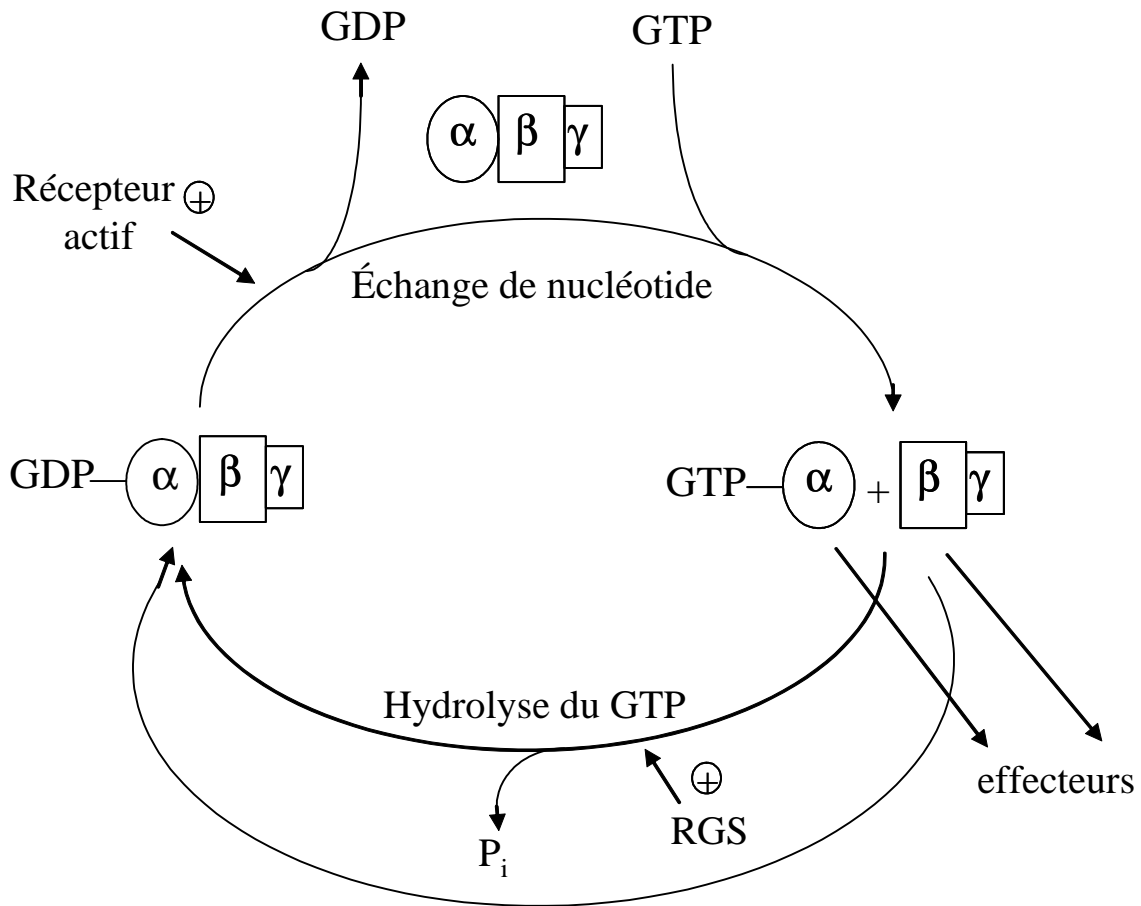 GDP GTP
α β γ
Récepteur +
actif
Échange de nucléotide
GDP α β γ
GTP α + β γ
Hydrolyse du GTP
+
effecteurs
RGS
Pi